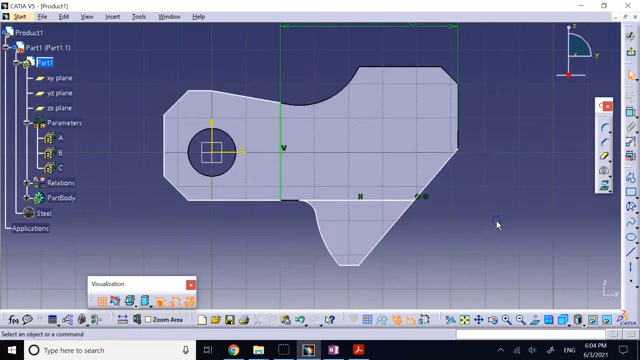 CATIA V5 - [Product1]
Start File Edit View Insert Tools Window Help
Product1
Part1 (Part1.1)
Part1
xy plane
yz plane
zx plane
Parameters
A
B
C
Relations
PartBody
Steel
Applications
z
x y
V
H
Visualization
Zoom Area
CATIA
Select an object or a command
Type here to search
6:04 PM
6/3/2021